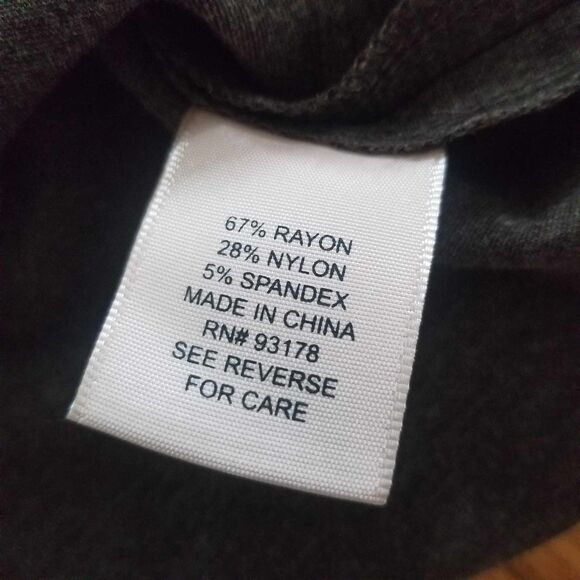 67% RAYON
28% NYLON
5% SPANDEX
MADE IN CHINA
RN# 93178
SEE REVERSE
FOR CARE